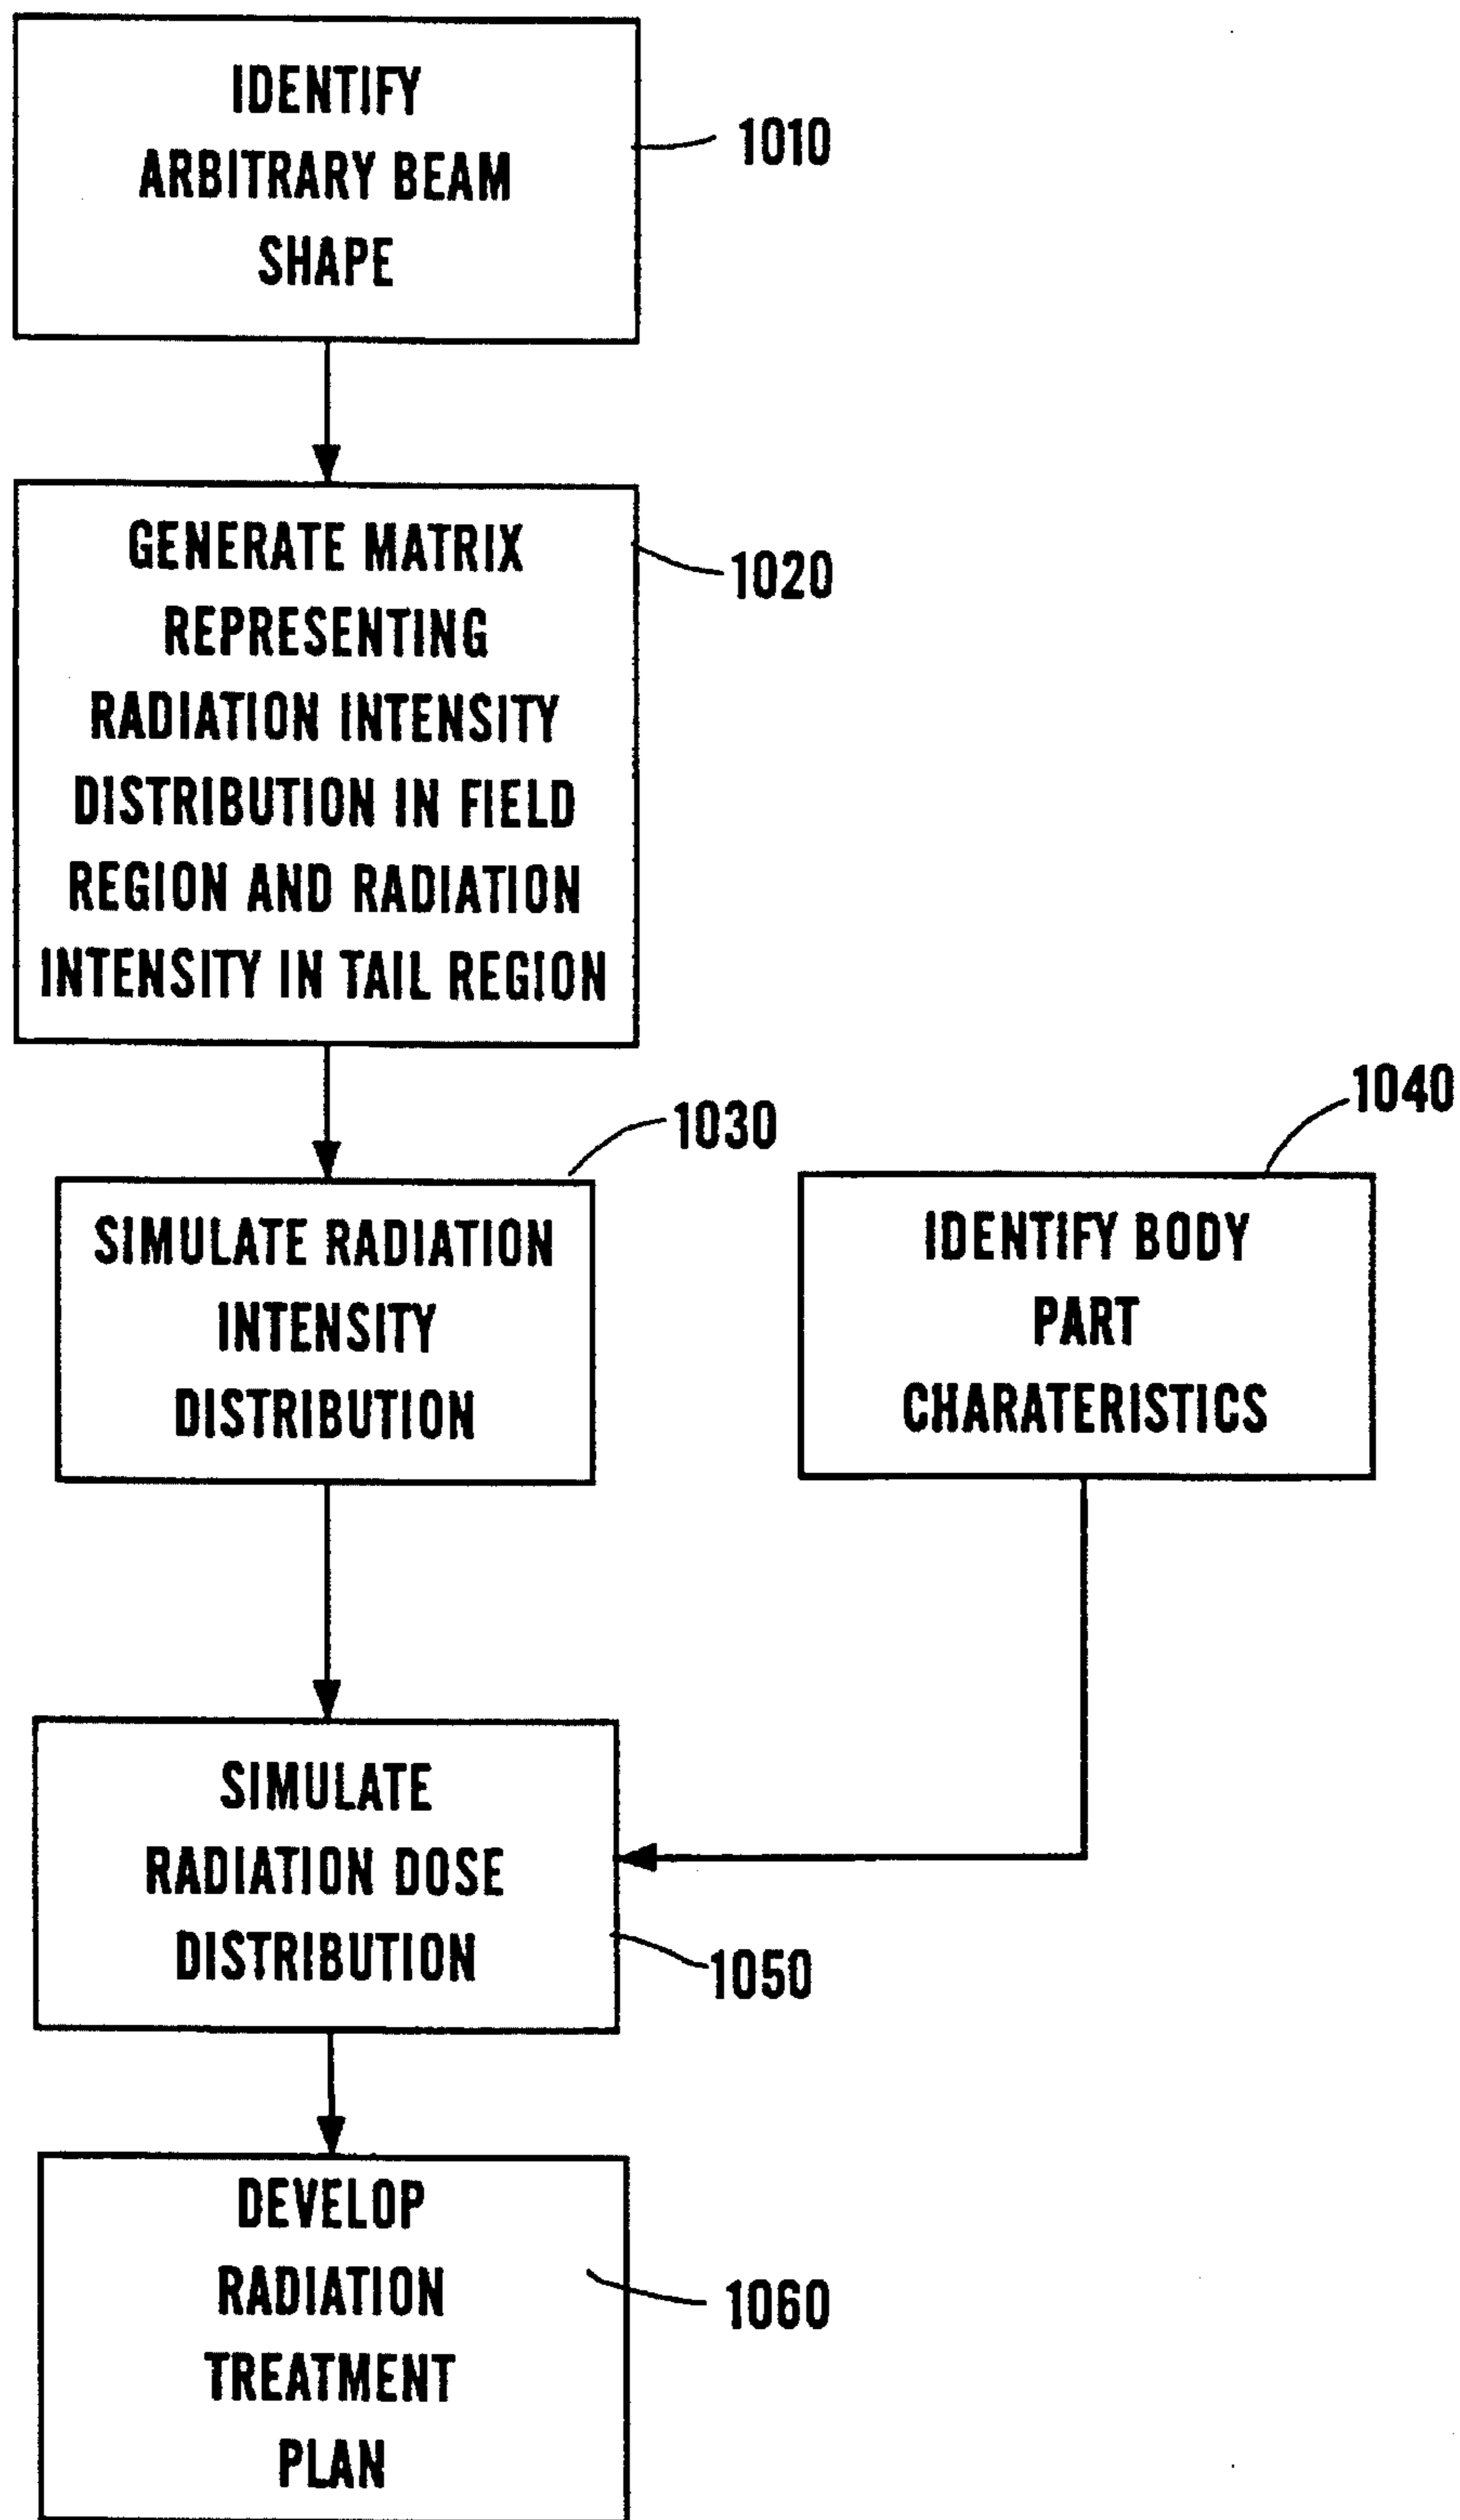 IDENTIFY
ARBITRARY BEAM
SHAPE
1010
GENERATE MATRIX
REPRESENTING
RADIATION INTENSITY
DISTRIBUTION IN FIELD
REGION AND RADIATION
INTENSITY IN TAIL REGION
1020
SIMULATE RADIATION
INTENSITY
DISTRIBUTION
1030
IDENTIFY BODY
PART
CHARATERISTICS
1040
SIMULATE
RADIATION DOSE
DISTRIBUTION
1050
DEVELOP
RADIATION
TREATMENT
PLAN
1060